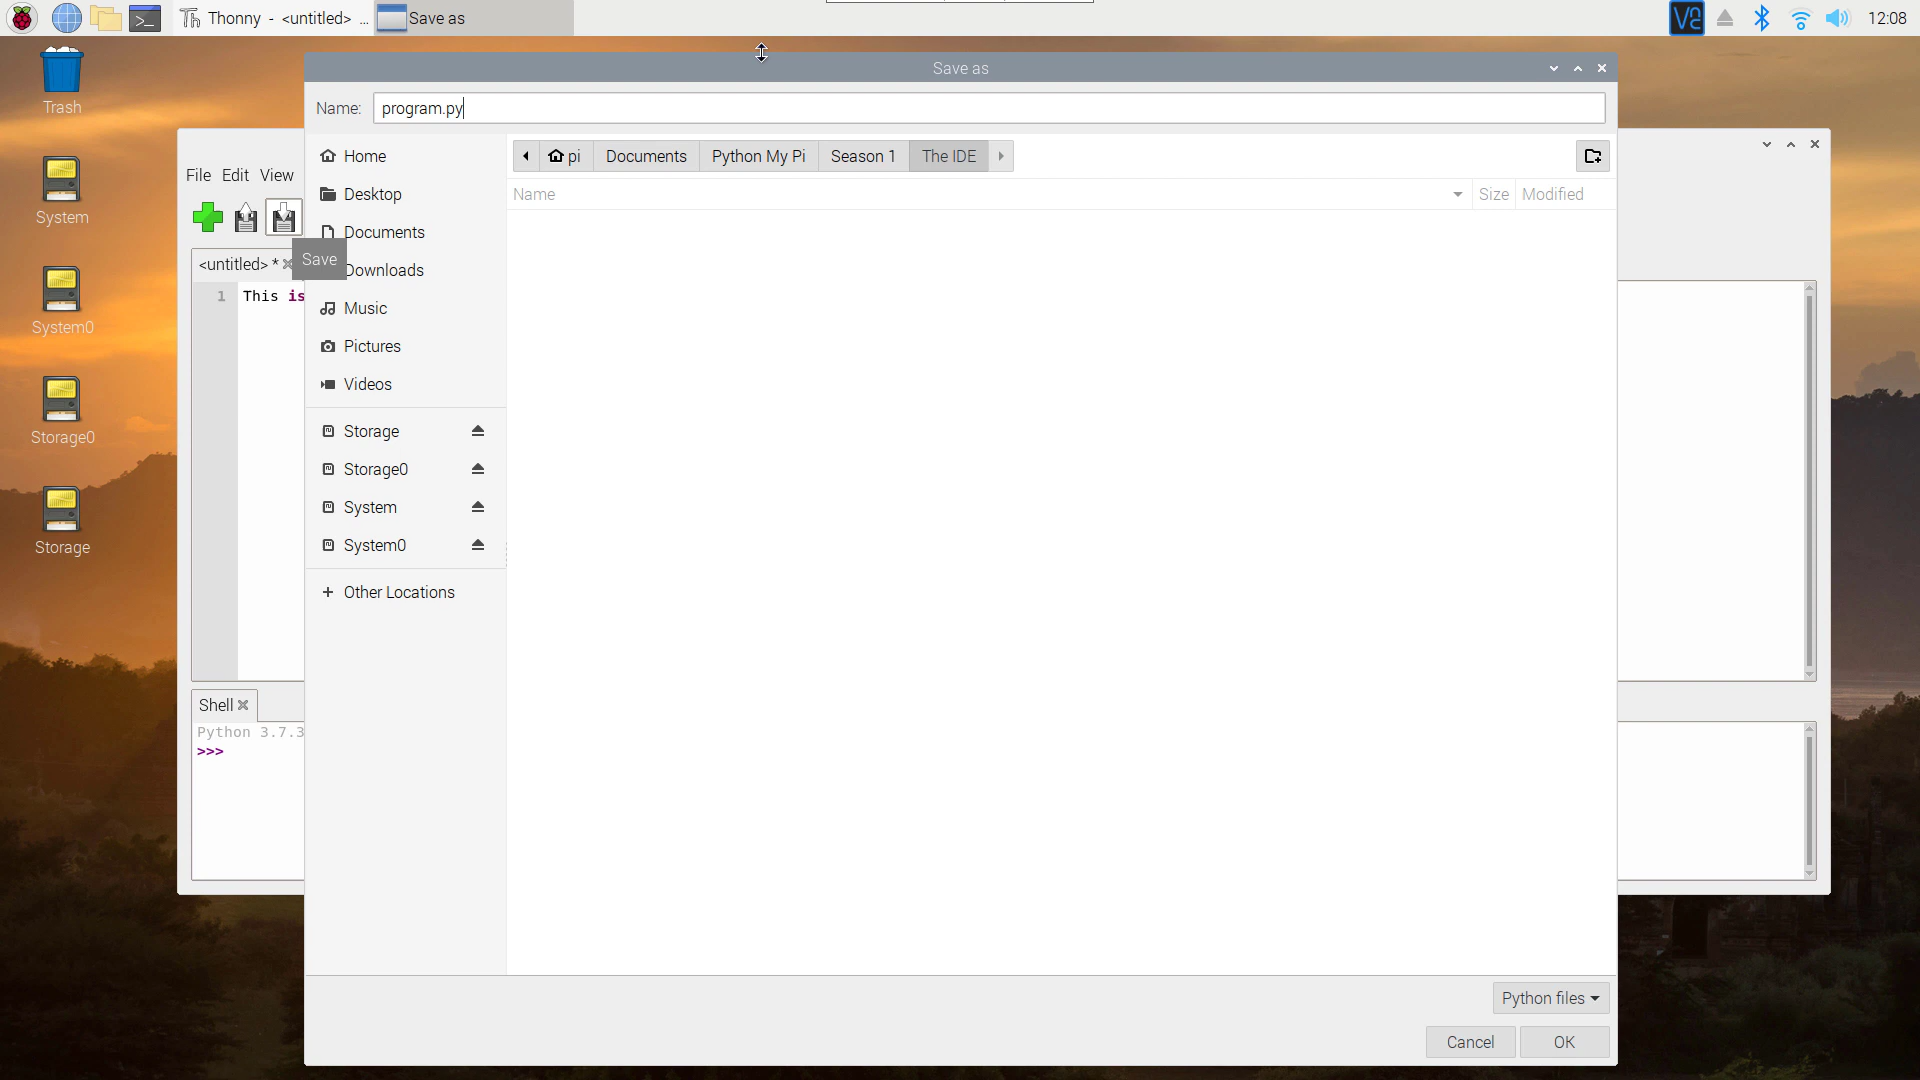 Thonny - <untitled> ...
Save as
12:08
Trash
System
System0
Storage0
Storage
Save as
Name: program.py
Home
Desktop
Documents
Downloads
Music
Pictures
Videos
Storage
Storage0
System
System0
Other Locations
pi Documents Python My Pi Season 1 The IDE
Name Size Modified
File Edit View
Save
<untitled> *
1 This is
Shell
Python 3.7.3
>>>
Python files
Cancel OK